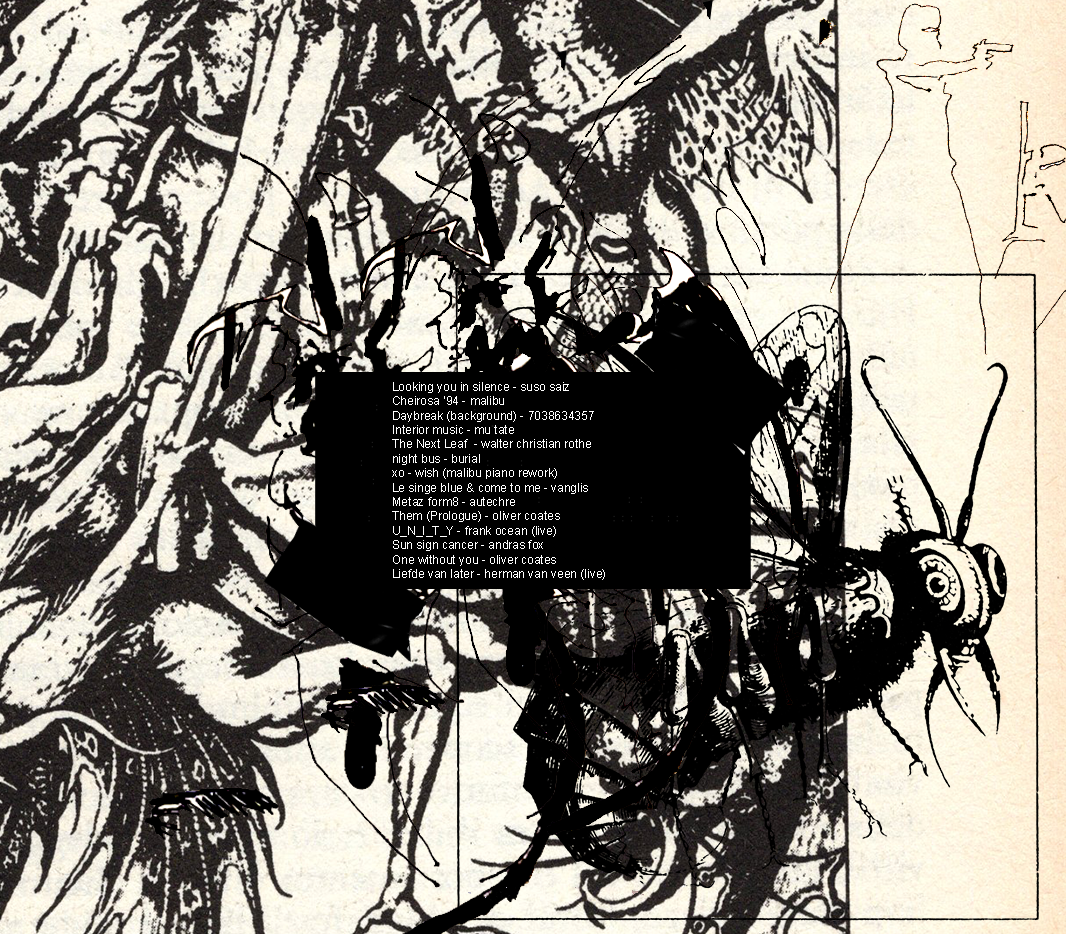 Looking you in silence - suso saiz
Cheirosa '94 - malibu
Daybreak (background) - 7038634357
Interior music - mu tate
The Next Leaf - walter christian rothe
night bus - burial
xo - wish (malibu piano rework)
Le singe blue & come to me - vanglis
Metaz form8 - autechre
Them (Prologue) - oliver coates
U_N_I_T_Y - frank ocean (live)
Sun sign cancer - andras fox
One without you - oliver coates
Liefde van later - herman van veen (live)